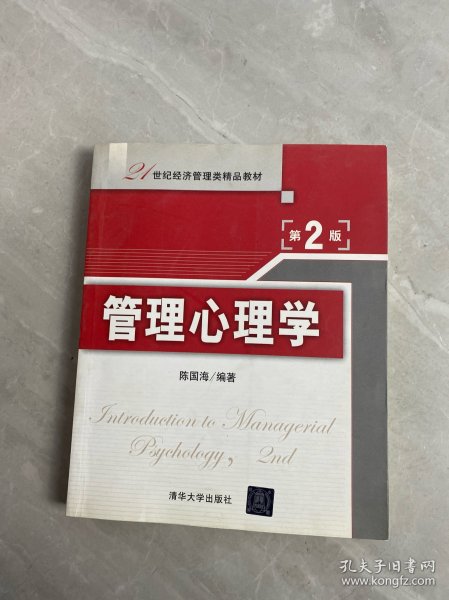 21世纪经济管理类精品教材
第2版
管理心理学
陈国海/编著
Introduction to Managerial
Psychology, 2nd
清华大学出版社
孔夫子旧书网
www.kongfz.com